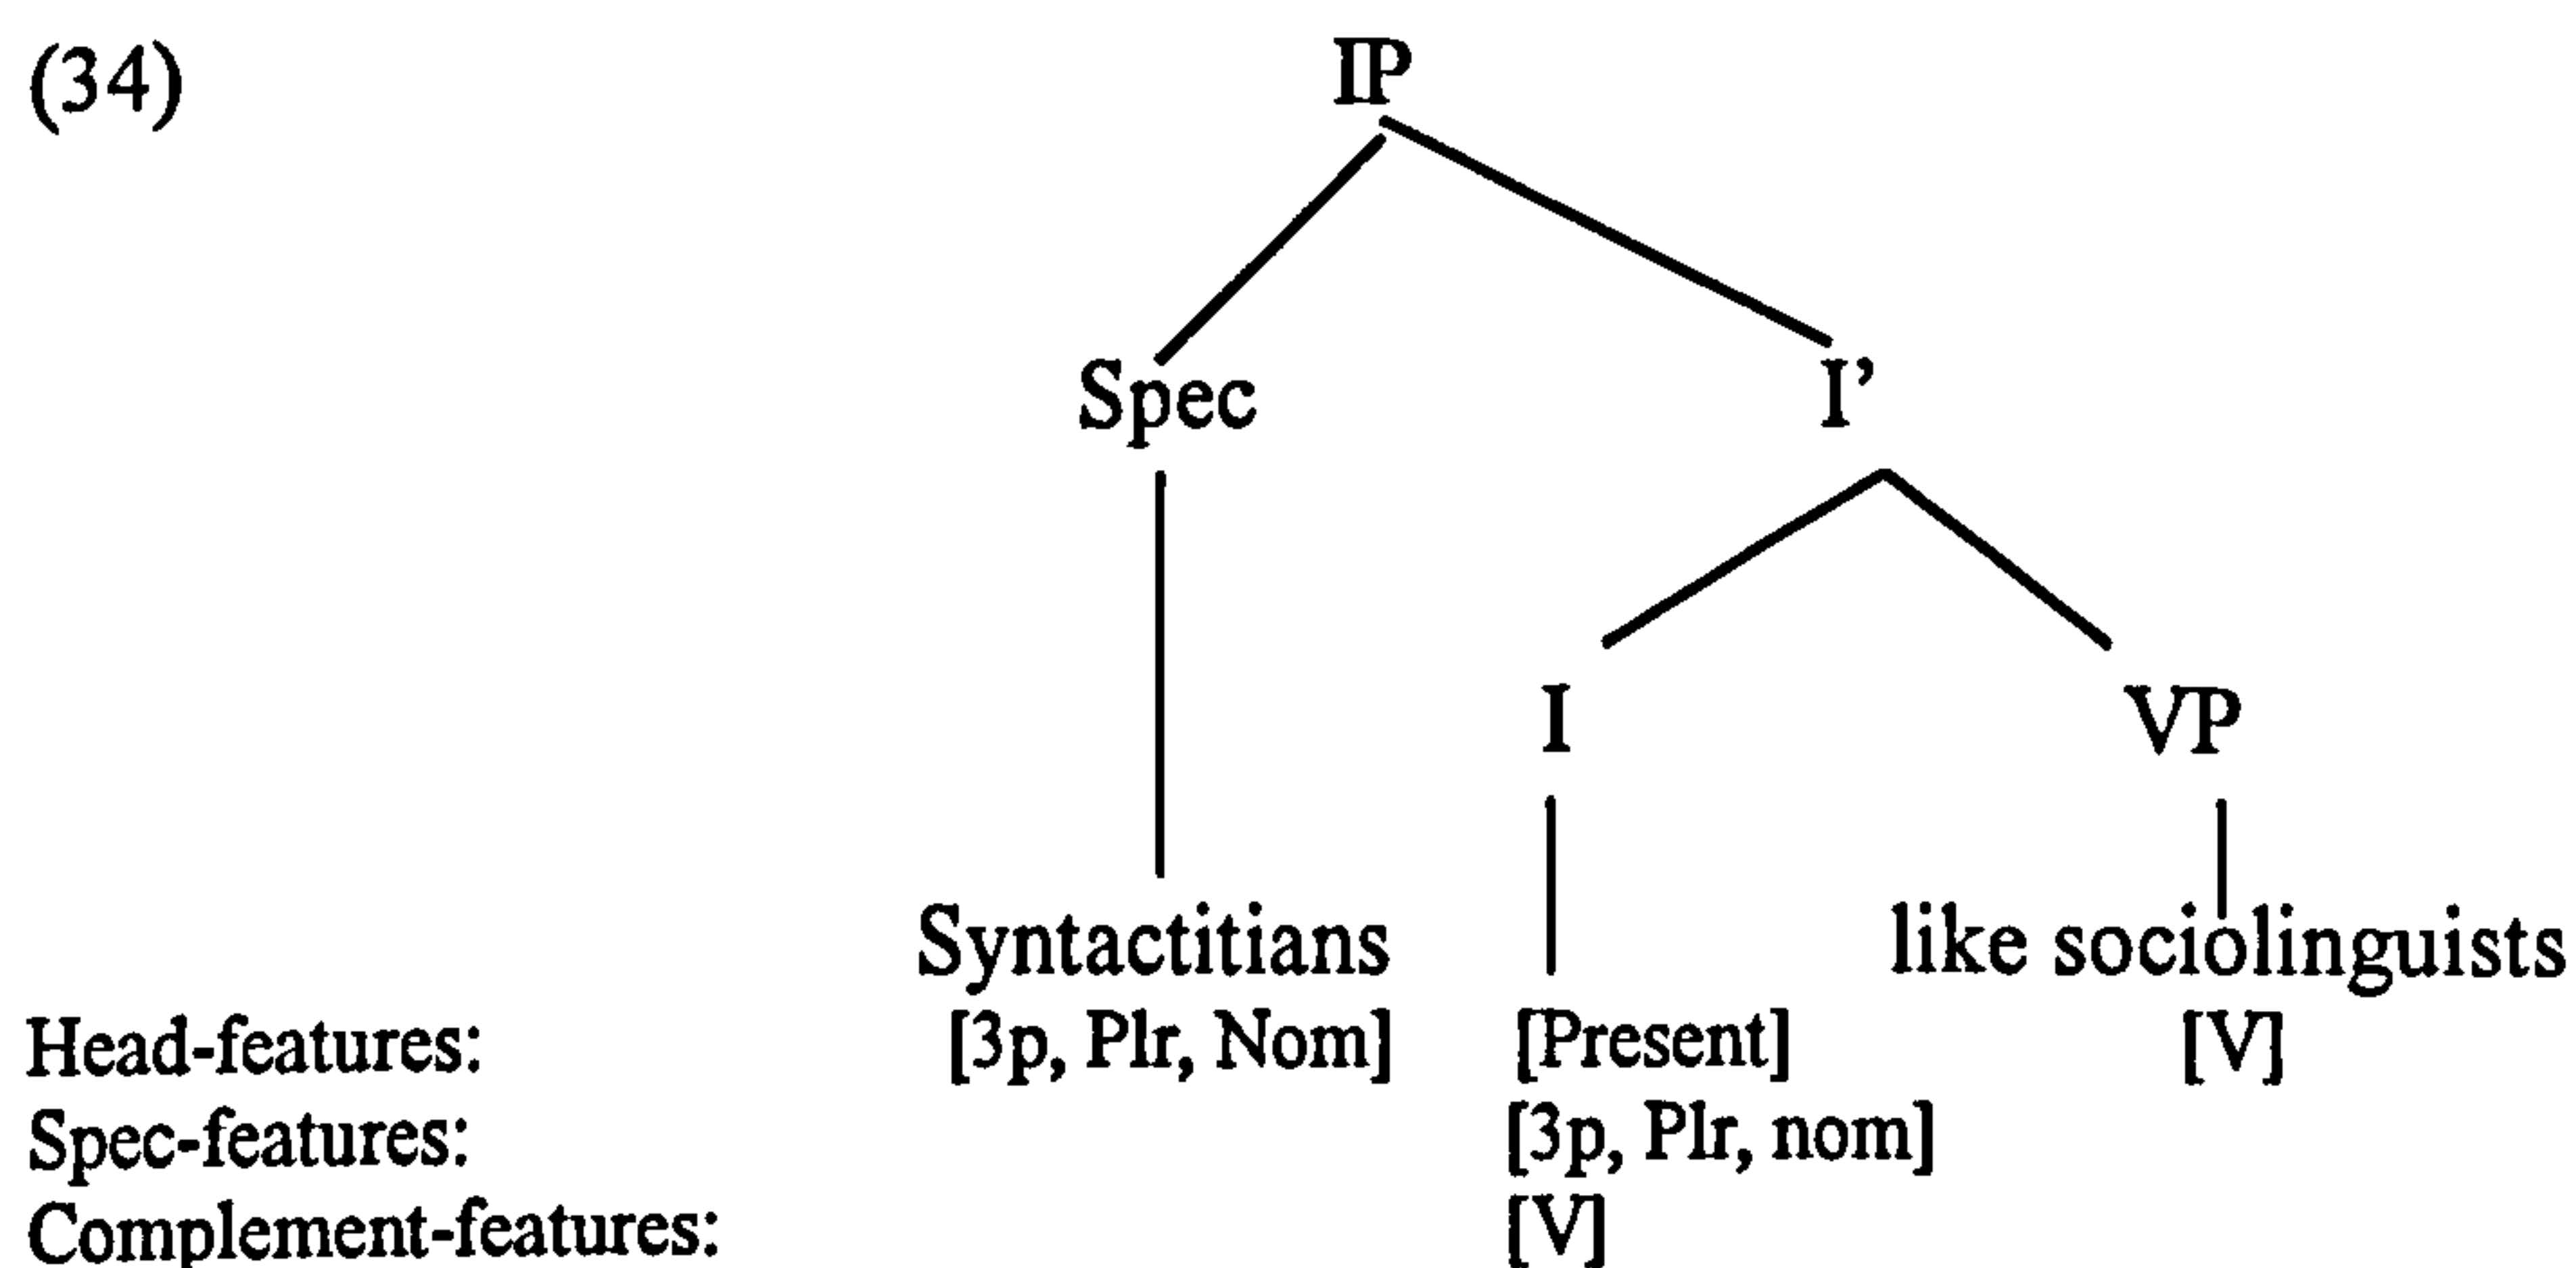 (34)
IP
Spec I’
I VP
Syntactitians like sociolinguists
Head-features: [3p, Plr, Nom] [Present] [V]
Spec-features: [3p, Plr, nom]
Complement-features: [V]